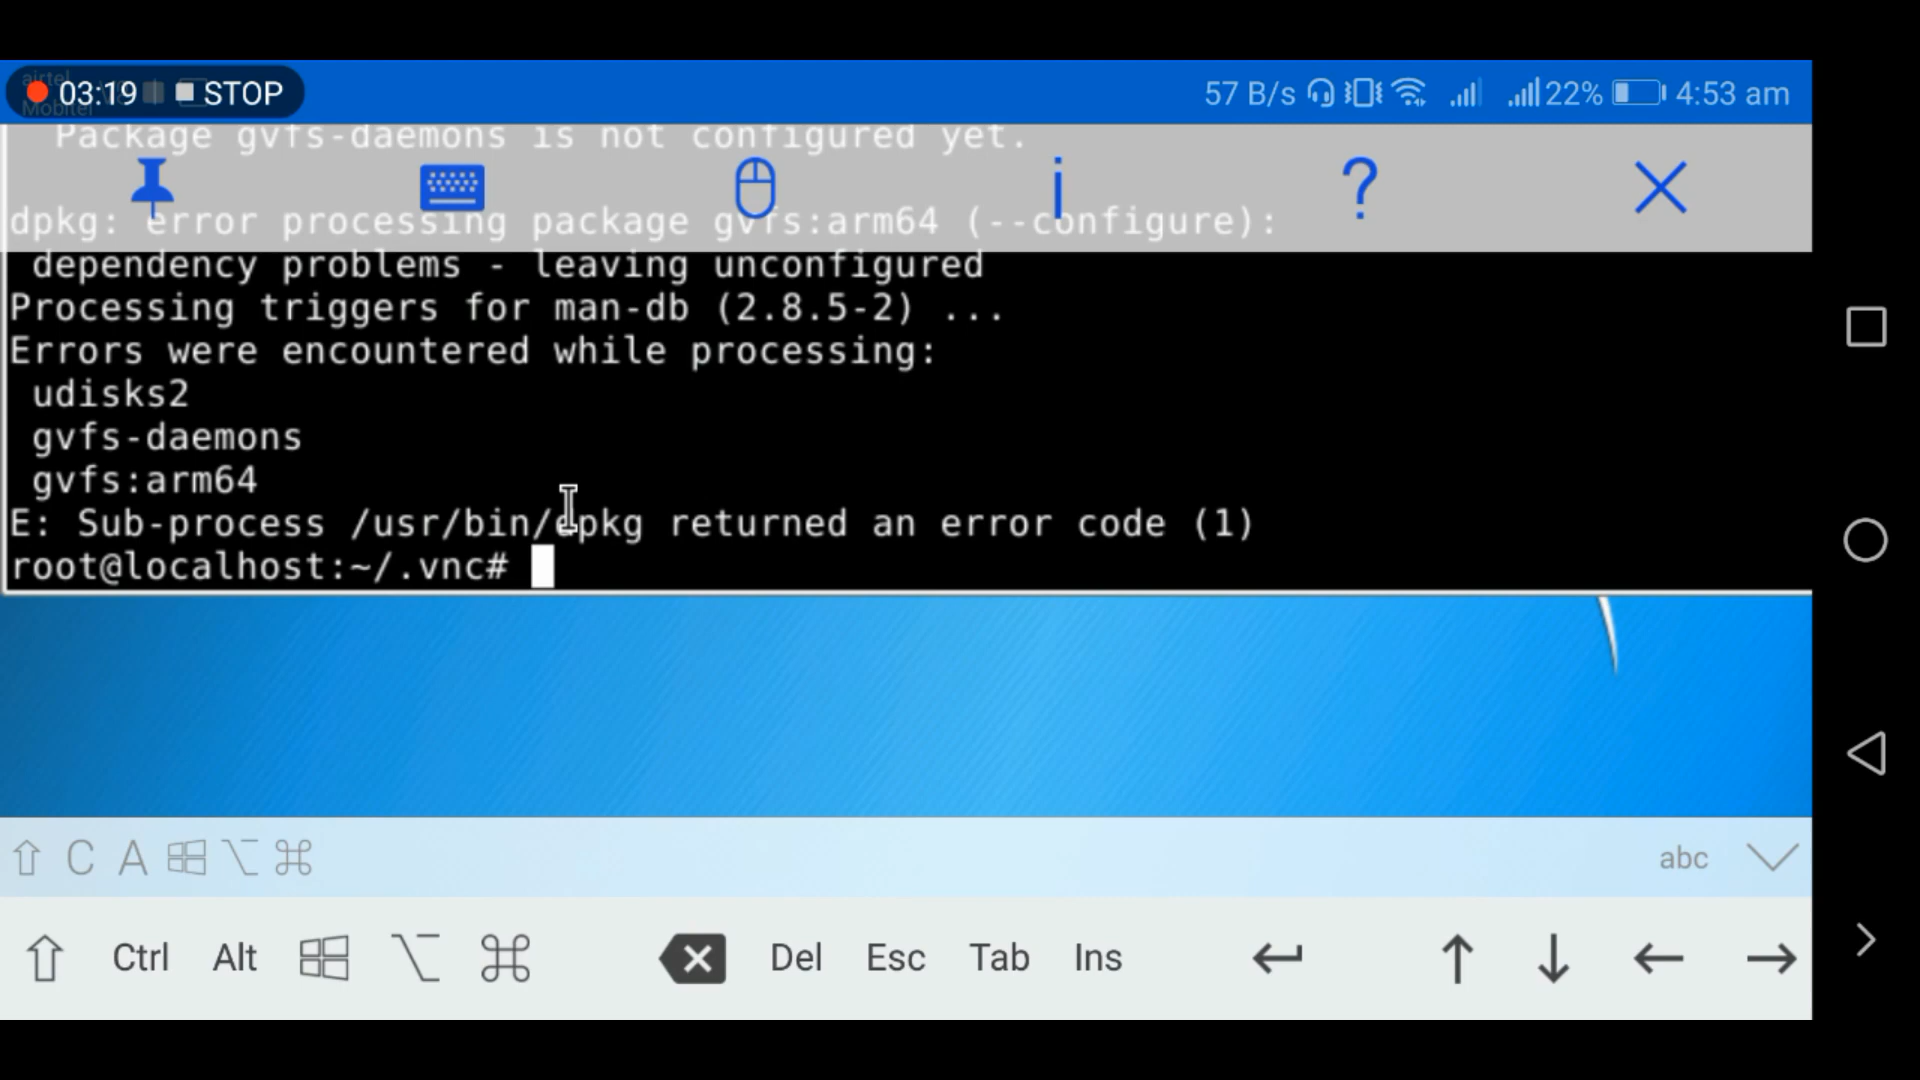 airtel
Mobitel
03:19 STOP
57 B/s 22% 4:53 am
Package gvfs-daemons is not configured yet.
dpkg: error processing package gvfs:arm64 (--configure):
dependency problems - leaving unconfigured
Processing triggers for man-db (2.8.5-2) ...
Errors were encountered while processing:
udisks2
gvfs-daemons
gvfs:arm64
E: Sub-process /usr/bin/dpkg returned an error code (1)
root@localhost:~/.vnc#
C A abc
Ctrl Alt Del Esc Tab Ins